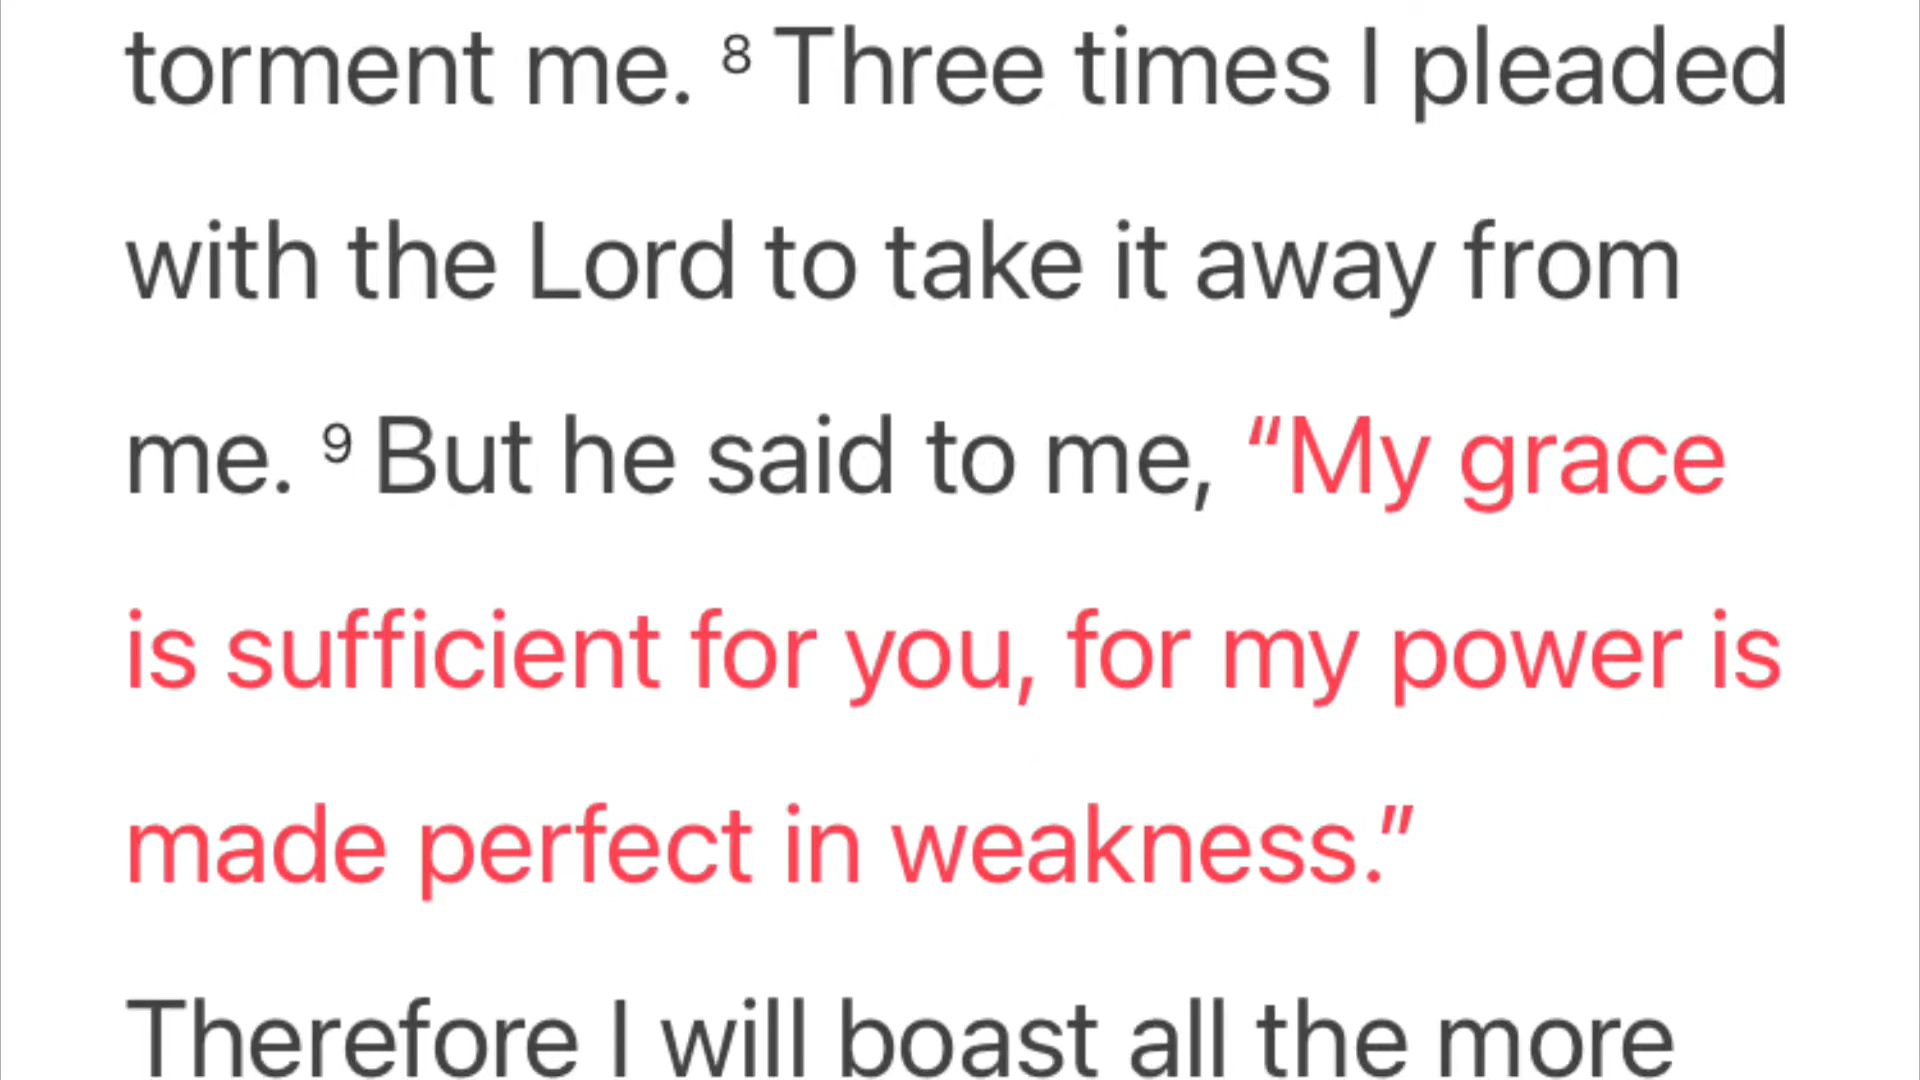 torment me. 8 Three times I pleaded
with the Lord to take it away from
me. 9 But he said to me, “My grace
is sufficient for you, for my power is
made perfect in weakness.”
Therefore I will boast all the more